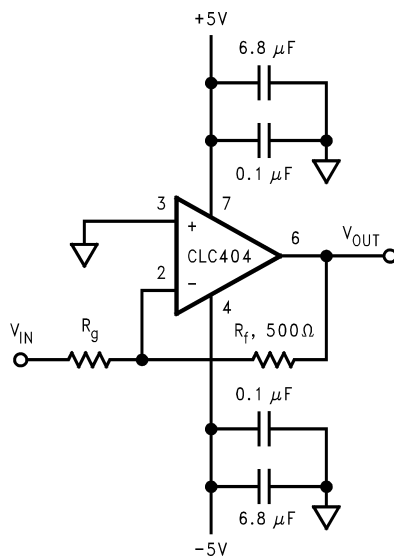 +5V
6.8 μF
0.1 μF
3
7
+
CLC404
6
V_OUT
2
−
4
V_IN
R_g
R_f, 500Ω
0.1 μF
6.8 μF
−5V